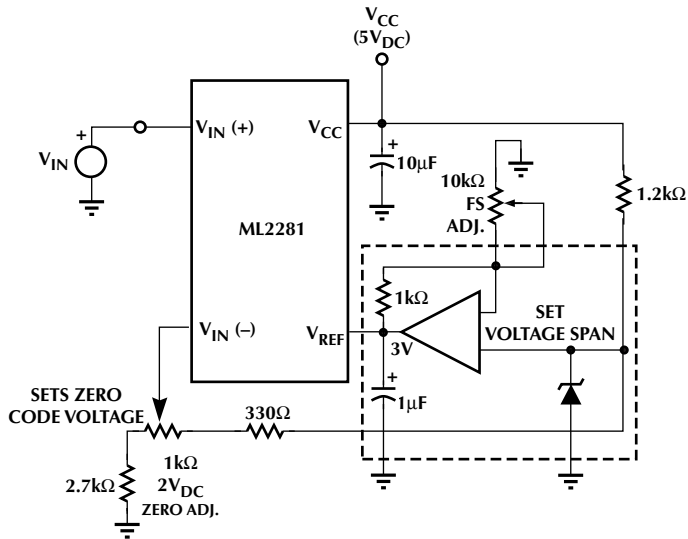 V_CC
(5V_DC)
V_IN (+)
V_CC
+
V_IN
+
10μF
10kΩ
FS
ADJ.
1.2kΩ
ML2281
1kΩ
SET
VOLTAGE SPAN
V_IN (–)
V_REF
3V
SETS ZERO
CODE VOLTAGE
330Ω
+
1μF
1kΩ
2V_DC
ZERO ADJ.
2.7kΩ